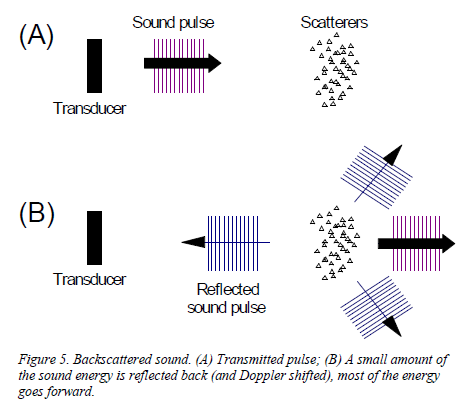 (A)
Sound pulse
Scatterers
Transducer
(B)
Transducer
Reflected
sound pulse
Figure 5. Backscattered sound. (A) Transmitted pulse; (B) A small amount of
the sound energy is reflected back (and Doppler shifted), most of the energy
goes forward.